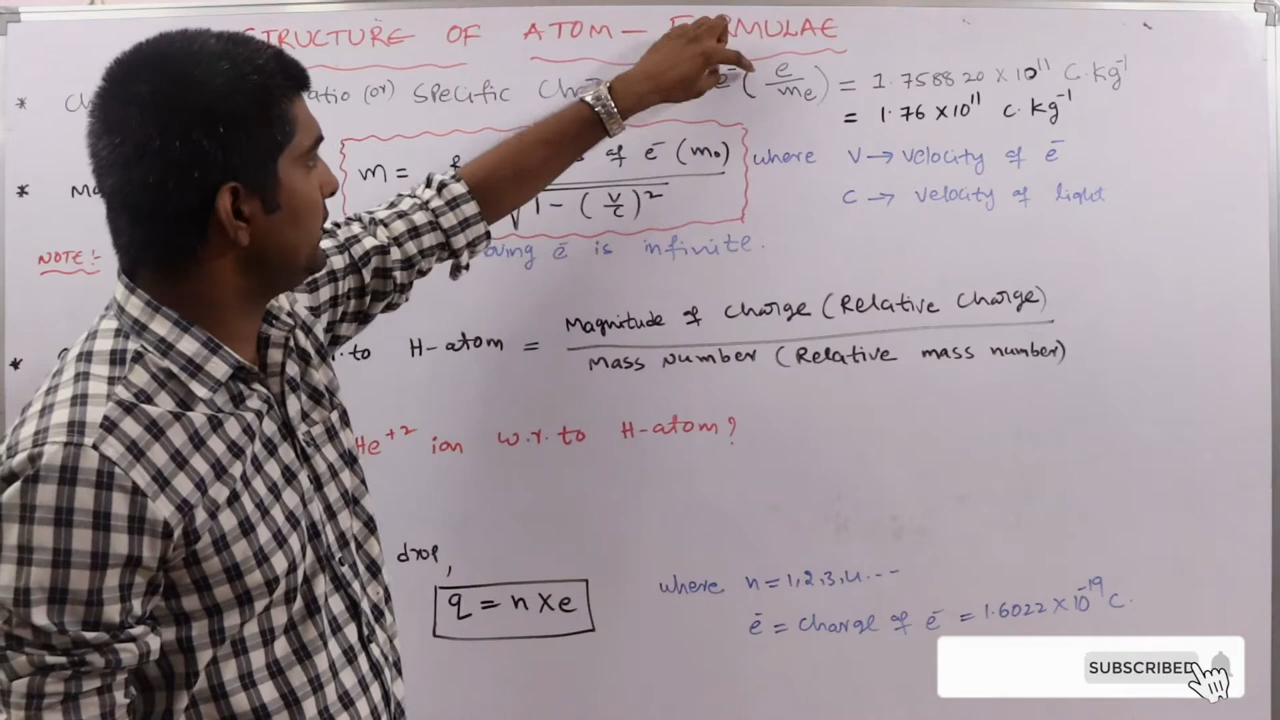 STRUCTURE OF ATOM – FORMULAE
* Ch atio (or) Specific Cha e⁻ (e/mₑ) = 1.758820 × 10¹¹ C.kg⁻¹
= 1.76 × 10¹¹ C.kg⁻¹
* Ma m = of e⁻ (m₀) / √1 – (v/c)² where V → velocity of e⁻
C → velocity of light
NOTE:- oving e⁻ is infinite.
* r. to H-atom = Magnitude of Charge (Relative Charge) / Mass Number (Relative mass number)
He⁺² ion w.r. to H-atom?
drop,
q = n × e where n = 1,2,3,4...
e⁻ = charge of e⁻ = 1.6022 × 10⁻¹⁹ C.
SUBSCRIBED